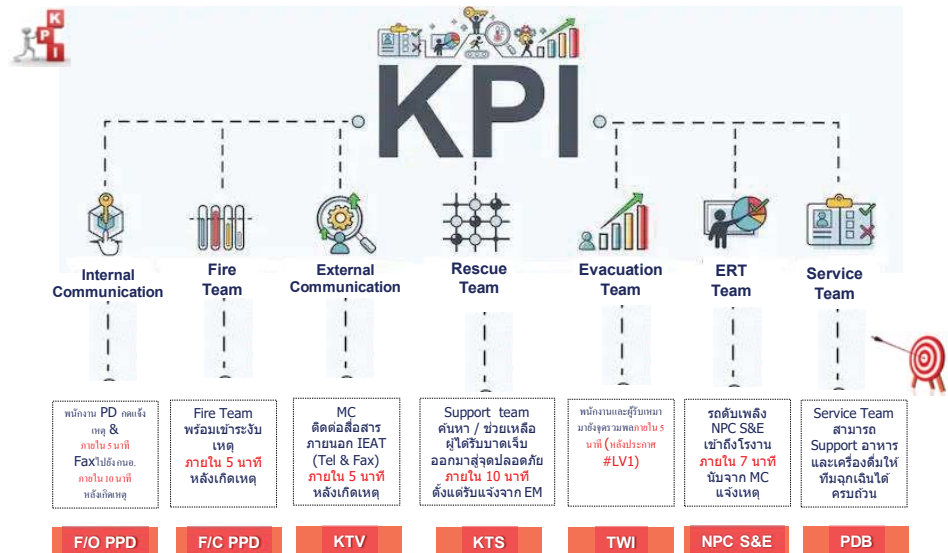 K
P
I
KPI
Internal
Communication
Fire
Team
External
Communication
Rescue
Team
Evacuation
Team
ERT
Team
Service
Team
พนักงาน PD กดแจ้ง
เหตุ &
ภายใน 5 นาที
Faxไปยัง กนอ.
ภายใน 10 นาที
หลังเกิดเหตุ
Fire Team
พร้อมเข้าระงับ
เหตุ
ภายใน 5 นาที
หลังเกิดเหตุ
MC
ติดต่อสื่อสาร
ภายนอก IEAT
(Tel & Fax)
ภายใน 5 นาที
หลังเกิดเหตุ
Support team
ค้นหา / ช่วยเหลือ
ผู้ได้รับบาดเจ็บ
ออกมาสู่จุดปลอดภัย
ภายใน 10 นาที
ตั้งแต่รับแจ้งจาก EM
พนักงานและผู้รับเหมา
มายังจุดรวมพลภายใน 5
นาที (หลังประกาศ
#LV1)
รถดับเพลิง
NPC S&E
เข้าถึงโรงาน
ภายใน 7 นาที
นับจาก MC
แจ้งเหตุ
Service Team
สามารถ
Support อาหาร
และเครื่องดื่มให้
ทีมฉุกเฉินได้
ครบถ้วน
F/O PPD
F/C PPD
KTV
KTS
TWI
NPC S&E
PDB